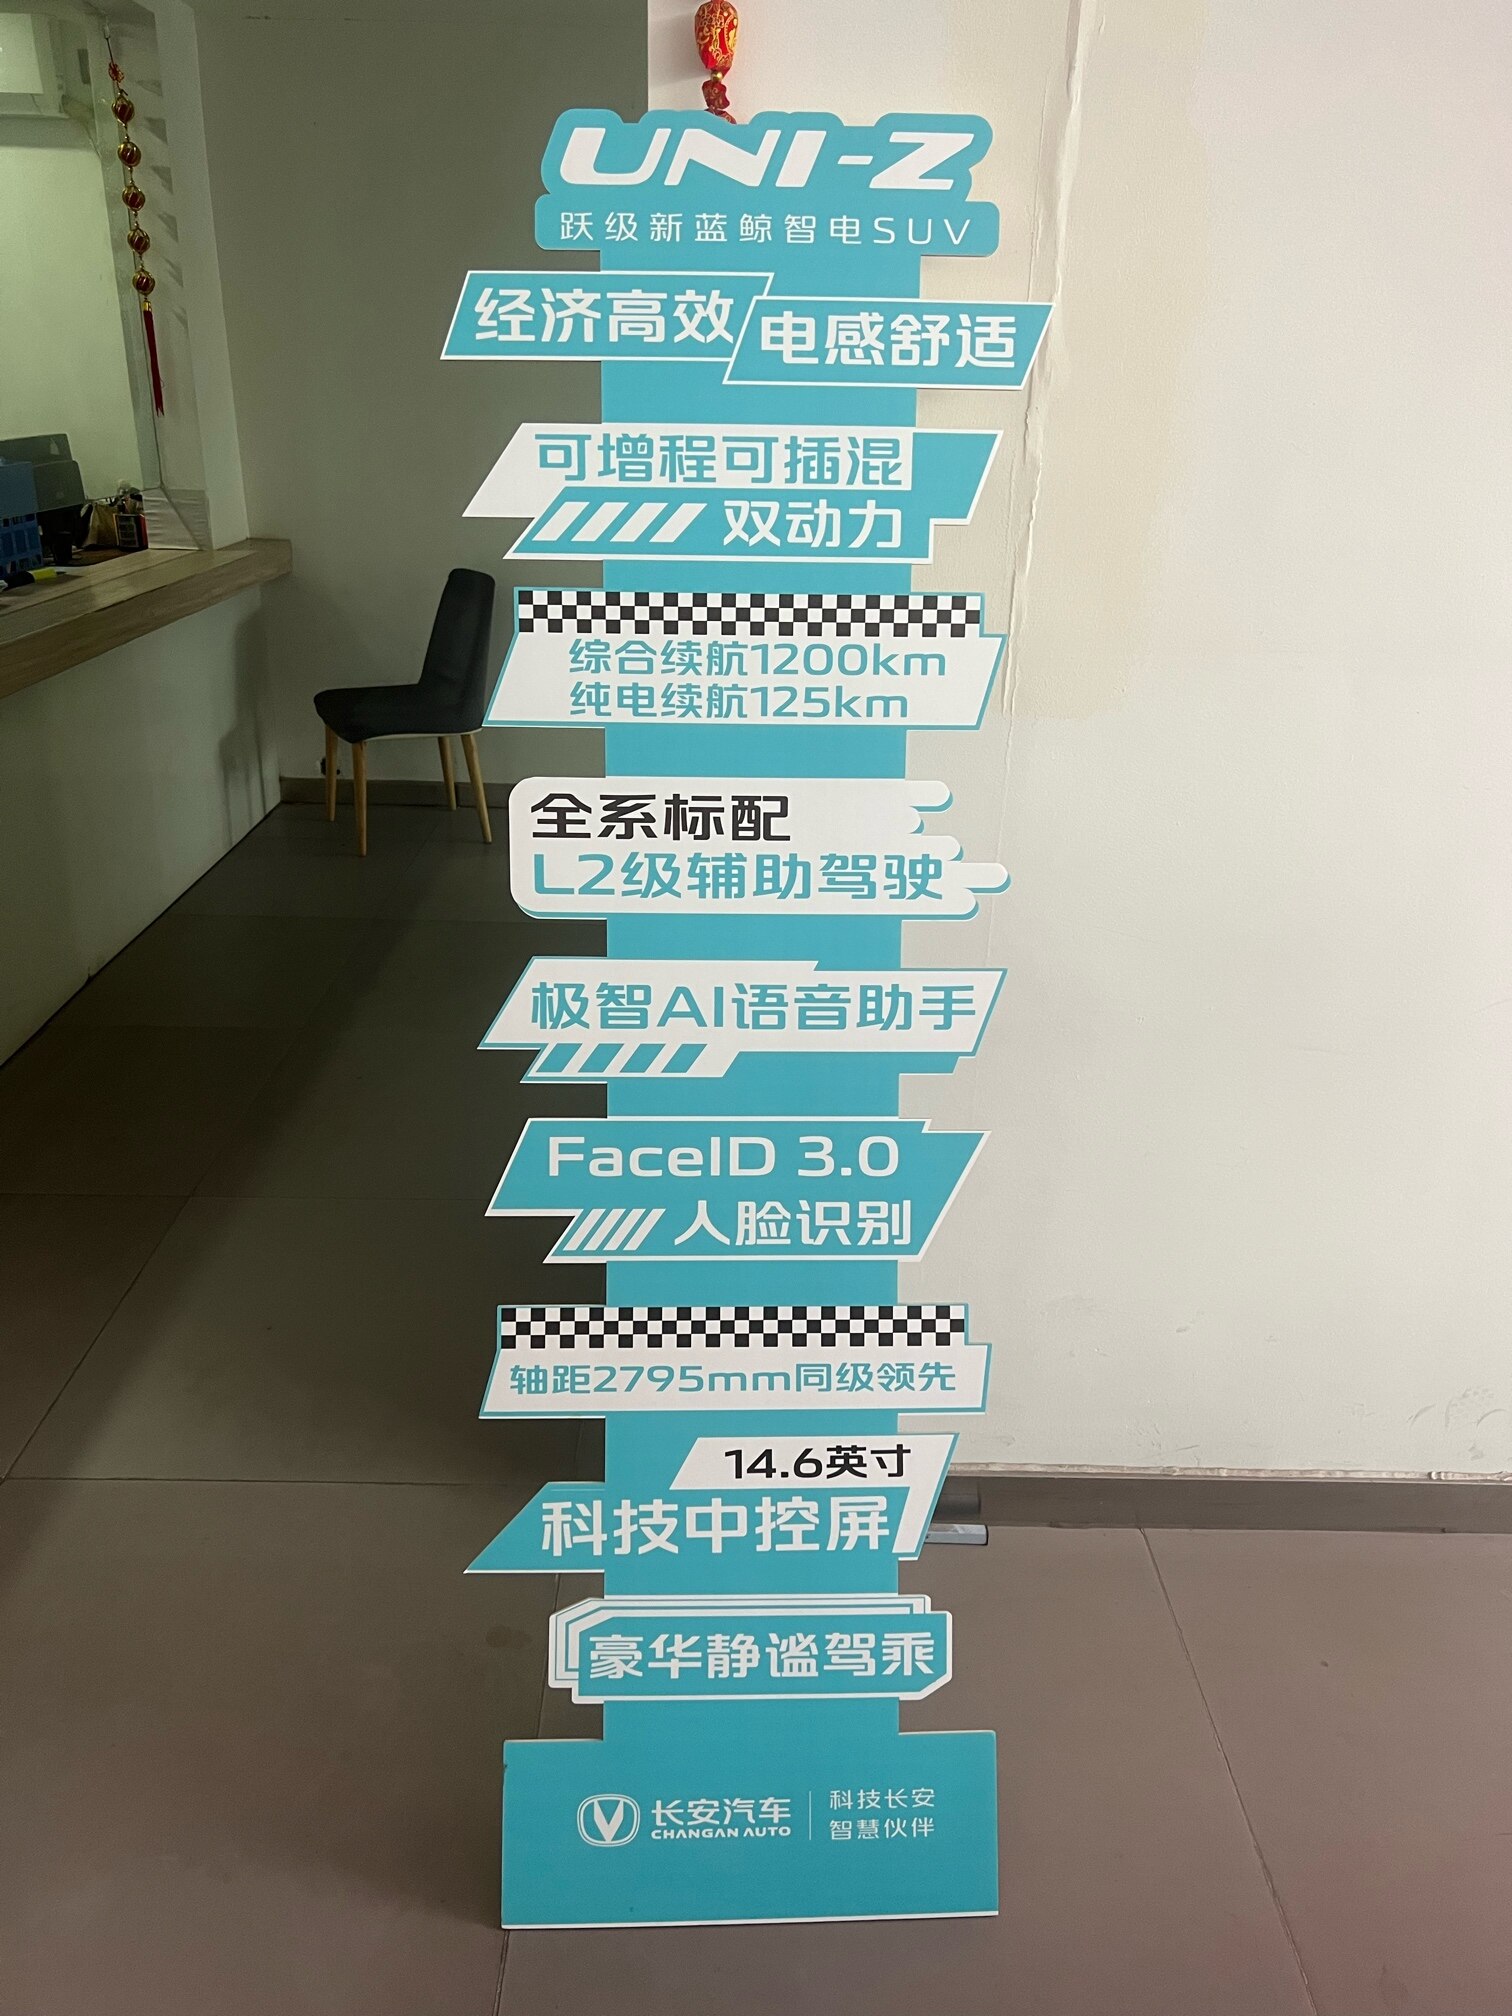 UNI-Z
跃级新蓝鲸智电SUV
经济高效
电感舒适
可增程可插混
双动力
综合续航1200km
纯电续航125km
全系标配
L2级辅助驾驶
极智AI语音助手
FaceID 3.0
人脸识别
轴距2795mm同级领先
14.6英寸
科技中控屏
豪华静谧驾乘
长安汽车
CHANGAN AUTO
科技长安
智慧伙伴